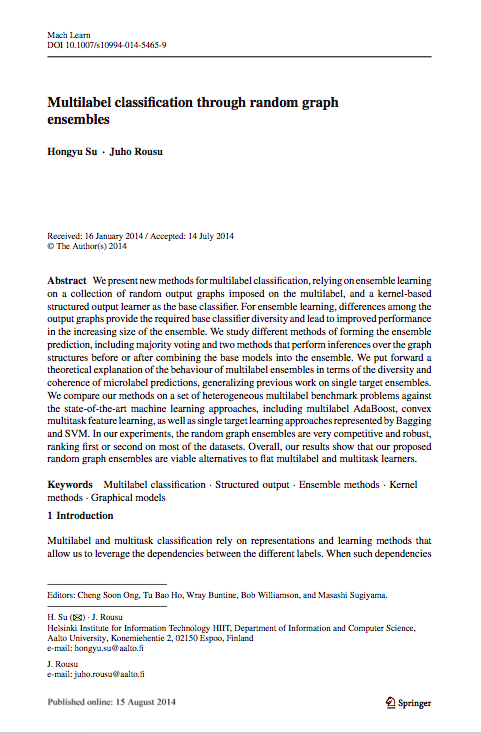 Mach Learn
DOI 10.1007/s10994-014-5465-9
Multilabel classification through random graph
ensembles
Hongyu Su · Juho Rousu
Received: 16 January 2014 / Accepted: 14 July 2014
© The Author(s) 2014
Abstract We present new methods for multilabel classification, relying on ensemble learning
on a collection of random output graphs imposed on the multilabel, and a kernel-based
structured output learner as the base classifier. For ensemble learning, differences among the
output graphs provide the required base classifier diversity and lead to improved performance
in the increasing size of the ensemble. We study different methods of forming the ensemble
prediction, including majority voting and two methods that perform inferences over the graph
structures before or after combining the base models into the ensemble. We put forward a
theoretical explanation of the behaviour of multilabel ensembles in terms of the diversity and
coherence of microlabel predictions, generalizing previous work on single target ensembles.
We compare our methods on a set of heterogeneous multilabel benchmark problems against
the state-of-the-art machine learning approaches, including multilabel AdaBoost, convex
multitask feature learning, as well as single target learning approaches represented by Bagging
and SVM. In our experiments, the random graph ensembles are very competitive and robust,
ranking first or second on most of the datasets. Overall, our results show that our proposed
random graph ensembles are viable alternatives to flat multilabel and multitask learners.
Keywords Multilabel classification · Structured output · Ensemble methods · Kernel
methods · Graphical models
1 Introduction
Multilabel and multitask classification rely on representations and learning methods that
allow us to leverage the dependencies between the different labels. When such dependencies
Editors: Cheng Soon Ong, Tu Bao Ho, Wray Buntine, Bob Williamson, and Masashi Sugiyama.
H. Su (✉) · J. Rousu
Helsinki Institute for Information Technology HIIT, Department of Information and Computer Science,
Aalto University, Konemiehentie 2, 02150 Espoo, Finland
e-mail: hongyu.su@aalto.fi
J. Rousu
e-mail: juho.rousu@aalto.fi
Published online: 15 August 2014
Springer